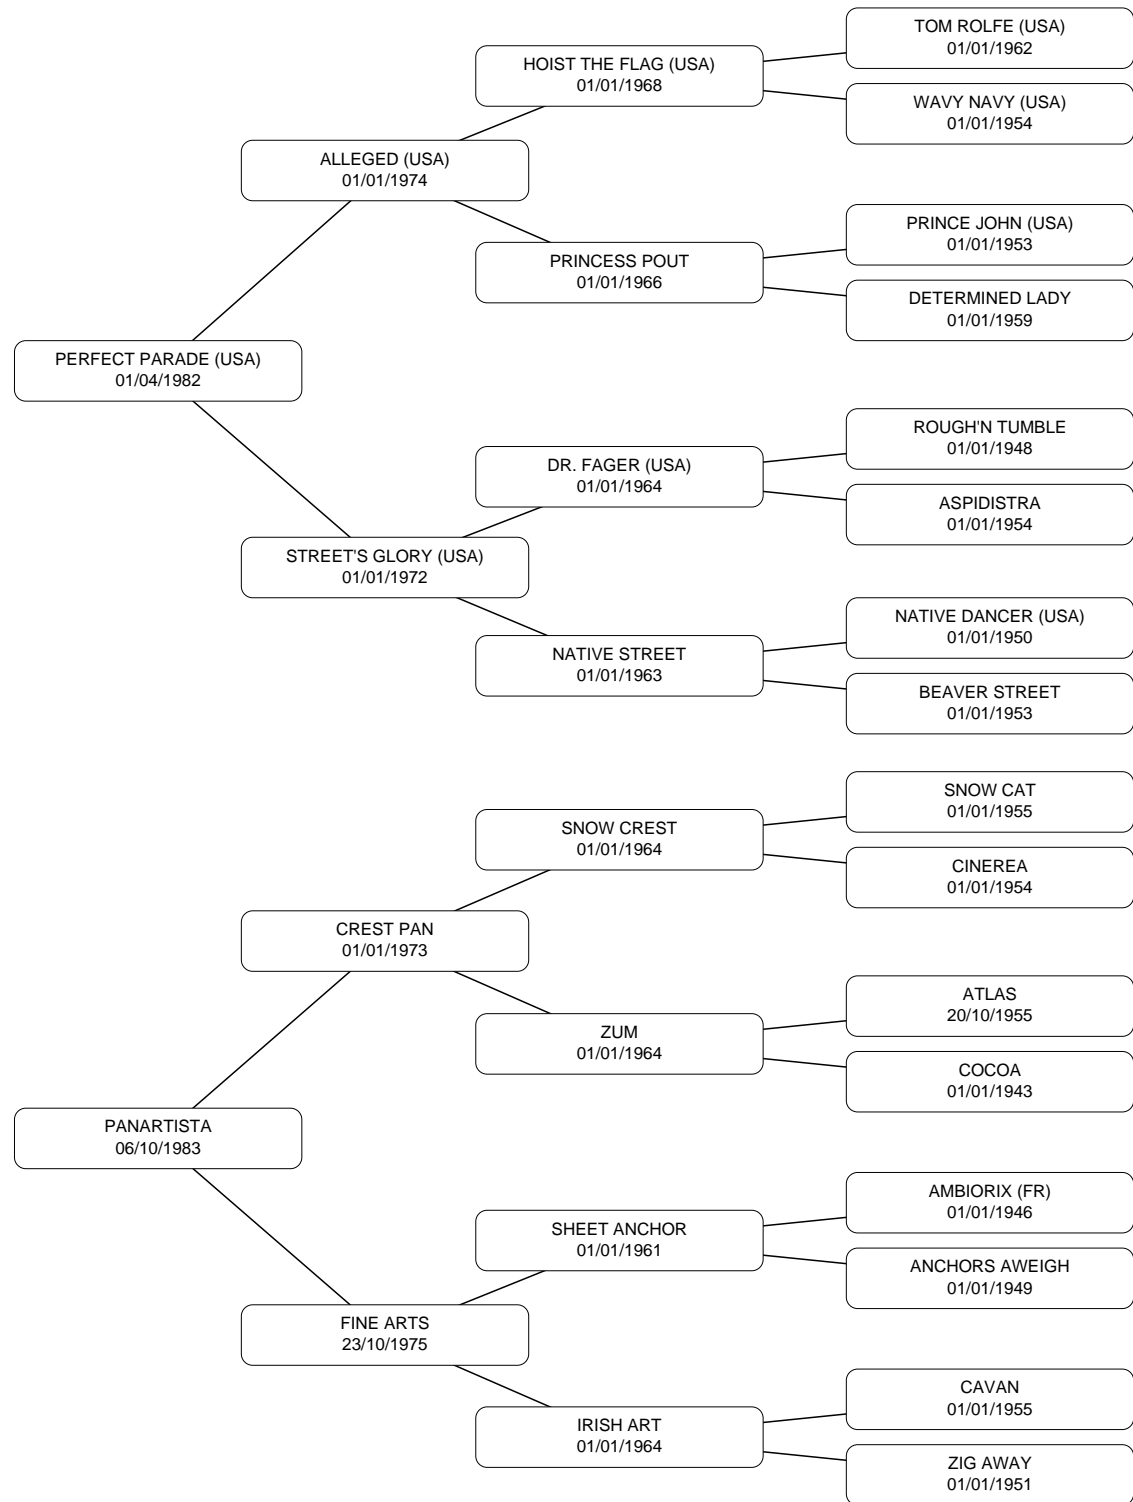 TOM ROLFE (USA)
01/01/1962
HOIST THE FLAG (USA)
01/01/1968
WAVY NAVY (USA)
01/01/1954
ALLEGED (USA)
01/01/1974
PRINCE JOHN (USA)
01/01/1953
PRINCESS POUT
01/01/1966
DETERMINED LADY
01/01/1959
PERFECT PARADE (USA)
01/04/1982
ROUGH'N TUMBLE
01/01/1948
DR. FAGER (USA)
01/01/1964
ASPIDISTRA
01/01/1954
STREET'S GLORY (USA)
01/01/1972
NATIVE DANCER (USA)
01/01/1950
NATIVE STREET
01/01/1963
BEAVER STREET
01/01/1953
SNOW CAT
01/01/1955
SNOW CREST
01/01/1964
CINEREA
01/01/1954
CREST PAN
01/01/1973
ATLAS
20/10/1955
ZUM
01/01/1964
COCOA
01/01/1943
PANARTISTA
06/10/1983
AMBIORIX (FR)
01/01/1946
SHEET ANCHOR
01/01/1961
ANCHORS AWEIGH
01/01/1949
FINE ARTS
23/10/1975
CAVAN
01/01/1955
IRISH ART
01/01/1964
ZIG AWAY
01/01/1951